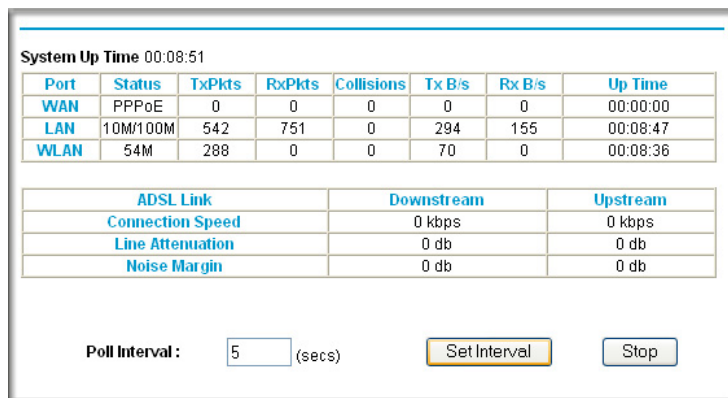 System Up Time 00:08:51
Port Status TxPkts RxPkts Collisions Tx B/s Rx B/s Up Time
WAN PPPoE 0 0 0 0 0 00:00:00
LAN 10M/100M 542 751 0 294 155 00:08:47
WLAN 54M 288 0 0 70 0 00:08:36
ADSL Link Downstream Upstream
Connection Speed 0 kbps 0 kbps
Line Attenuation 0 db 0 db
Noise Margin 0 db 0 db
Poll Interval : 5 (secs) Set Interval Stop